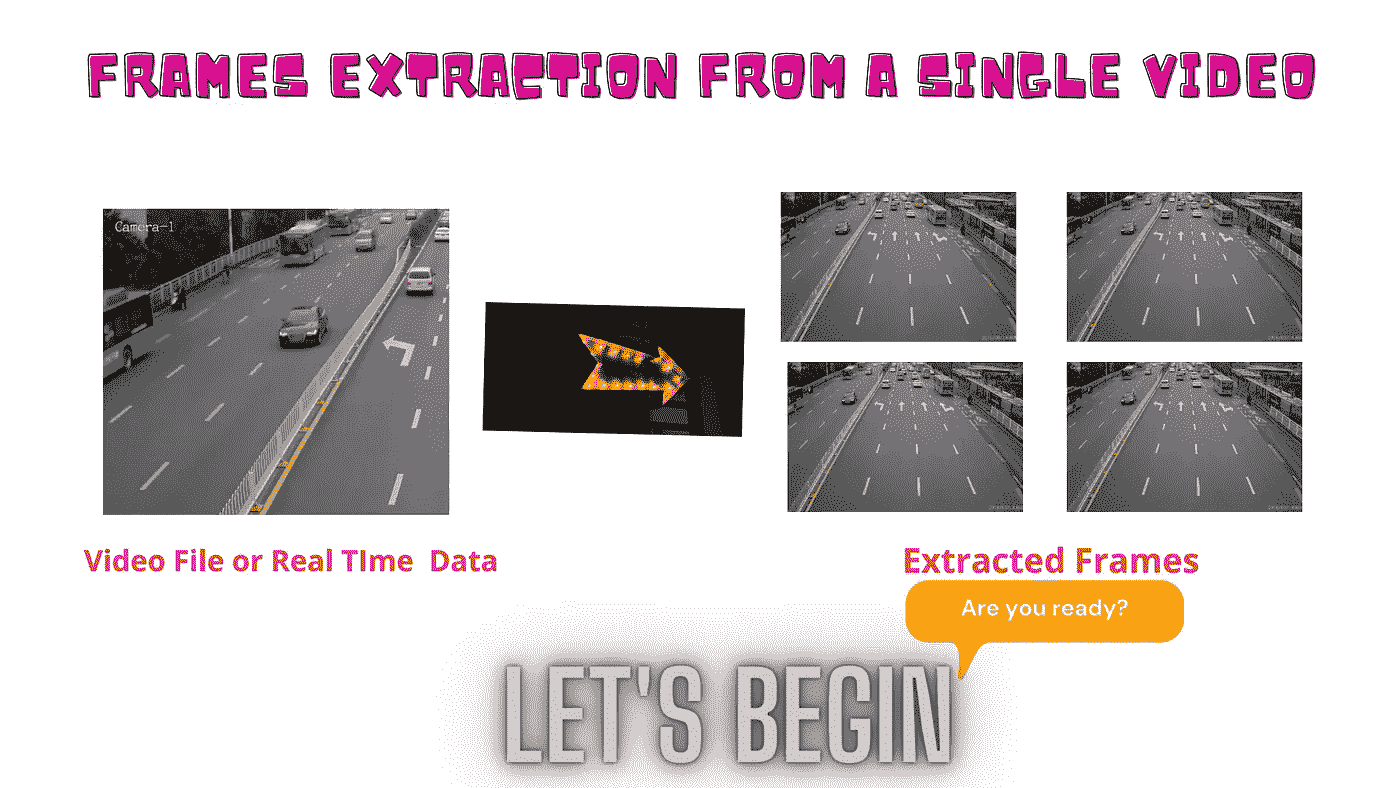 FRAMES EXTRACTION FROM A SINGLE VIDEO
Camera-1
Video File or Real TIme Data
Extracted Frames
Are you ready?
LET'S BEGIN